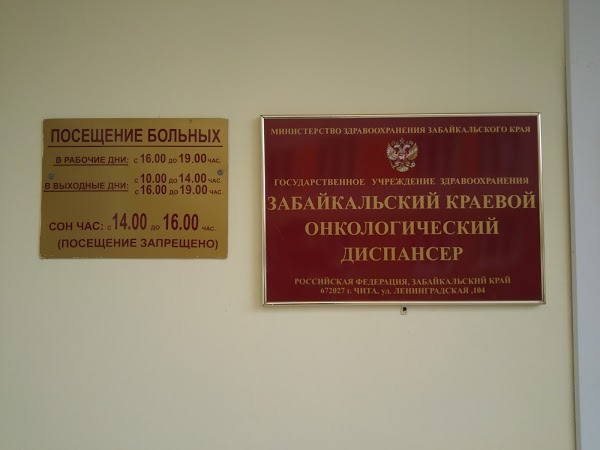 ПОСЕЩЕНИЕ БОЛЬНЫХ
В РАБОЧИЕ ДНИ: С 16.00 ДО 19.00 ЧАС.
В ВЫХОДНЫЕ ДНИ: С 10.00 ДО 14.00 ЧАС.
С 16.00 ДО 19.00 ЧАС.
СОН ЧАС: С 14.00 ДО 16.00 ЧАС.
(ПОСЕЩЕНИЕ ЗАПРЕЩЕНО)
МИНИСТЕРСТВО ЗДРАВООХРАНЕНИЯ ЗАБАЙКАЛЬСКОГО КРАЯ
ГОСУДАРСТВЕННОЕ УЧРЕЖДЕНИЕ ЗДРАВООХРАНЕНИЯ
ЗАБАЙКАЛЬСКИЙ КРАЕВОЙ
ОНКОЛОГИЧЕСКИЙ
ДИСПАНСЕР
РОССИЙСКАЯ ФЕДЕРАЦИЯ, ЗАБАЙКАЛЬСКИЙ КРАЙ
672027 г. ЧИТА, ул. ЛЕНИНГРАДСКАЯ ,104